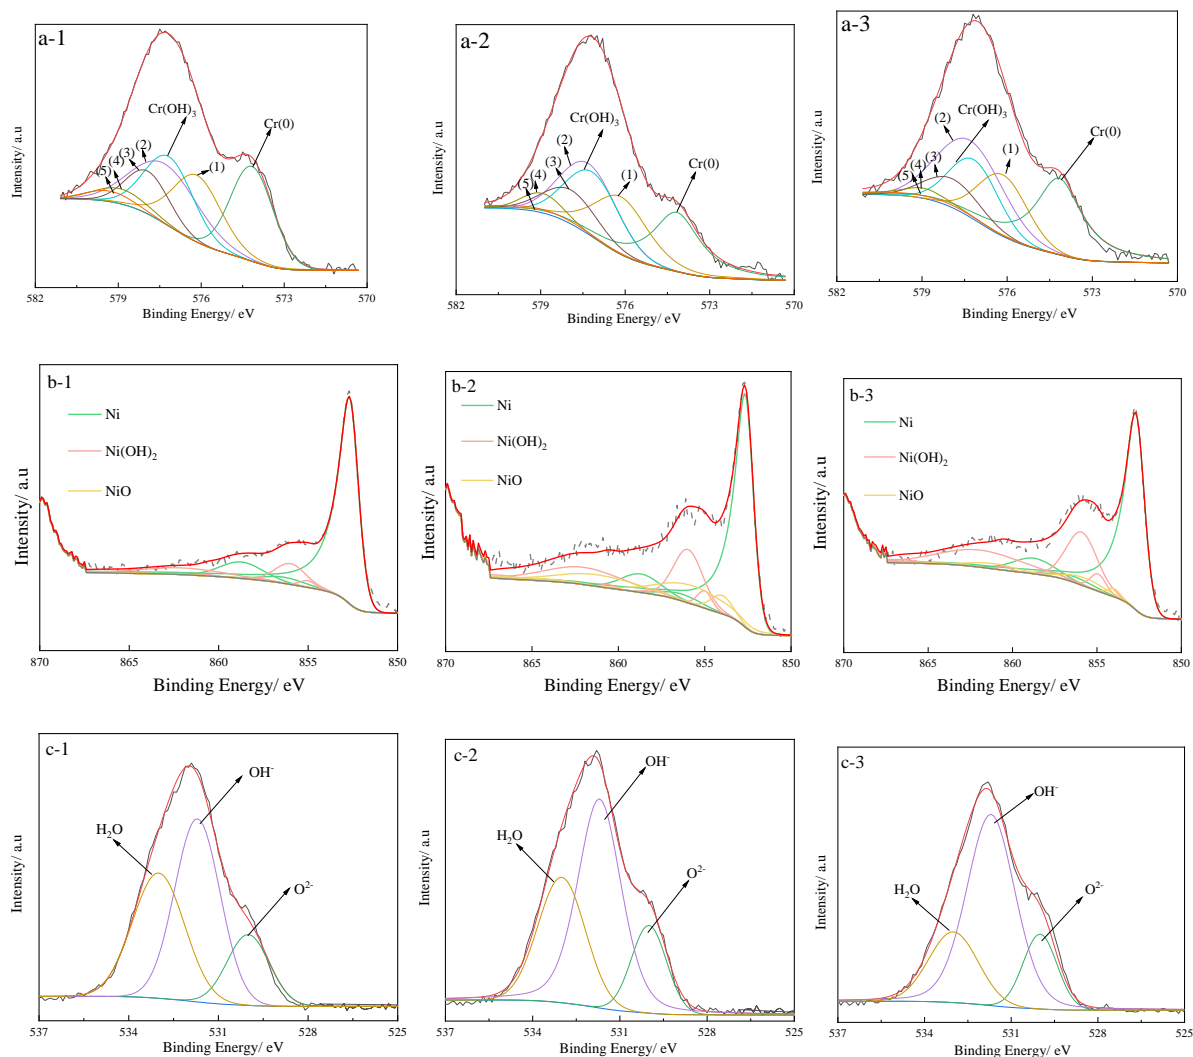 a-1
Cr(OH)3
Cr(0)
(5)
(4)
(3)
(2)
(1)
Intensity/ a.u
582
579
576
573
570
Binding Energy/ eV
a-2
Cr(OH)3
(2)
(3)
(4)
(5)
(1)
Cr(0)
Intensity/ a.u
582
579
576
573
570
Binding Energy/ eV
a-3
(2)
Cr(OH)3
Cr(0)
(5)
(4)
(3)
(1)
Intensity/ a.u
582
579
576
573
570
Binding Energy/ eV
b-1
Ni
Ni(OH)2
NiO
Intensity/ a.u
870
865
860
855
850
Binding Energy/ eV
b-2
Ni
Ni(OH)2
NiO
Intensity/ a.u
870
865
860
855
850
Binding Energy/ eV
b-3
Ni
Ni(OH)2
NiO
Intensity/ a.u
870
865
860
855
850
Binding Energy/ eV
c-1
OH-
H2O
O2-
Intensity/ a.u
537
534
531
528
525
Binding Energy/ eV
c-2
OH-
H2O
O2-
Intensity/ a.u
537
534
531
528
525
Binding Energy/ eV
c-3
OH-
H2O
O2-
Intensity/ a.u
537
534
531
528
525
Binding Energy/ eV